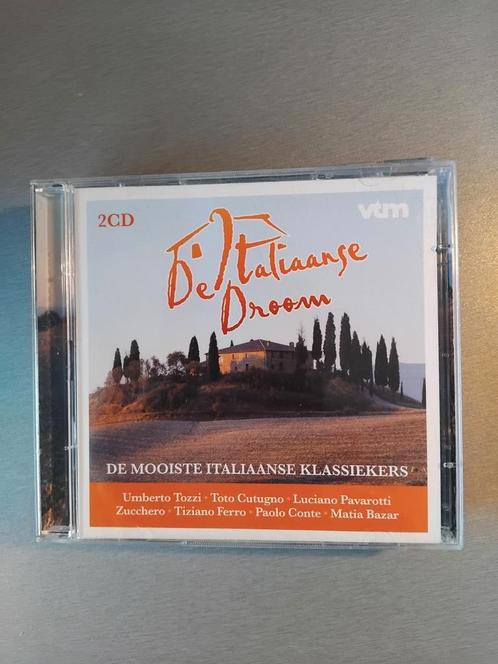 2CD
vtm
De Italiaanse
Droom
DE MOOISTE ITALIAANSE KLASSIEKERS
Umberto Tozzi • Toto Cutugno • Luciano Pavarotti
Zucchero • Tiziano Ferro • Paolo Conte • Matia Bazar